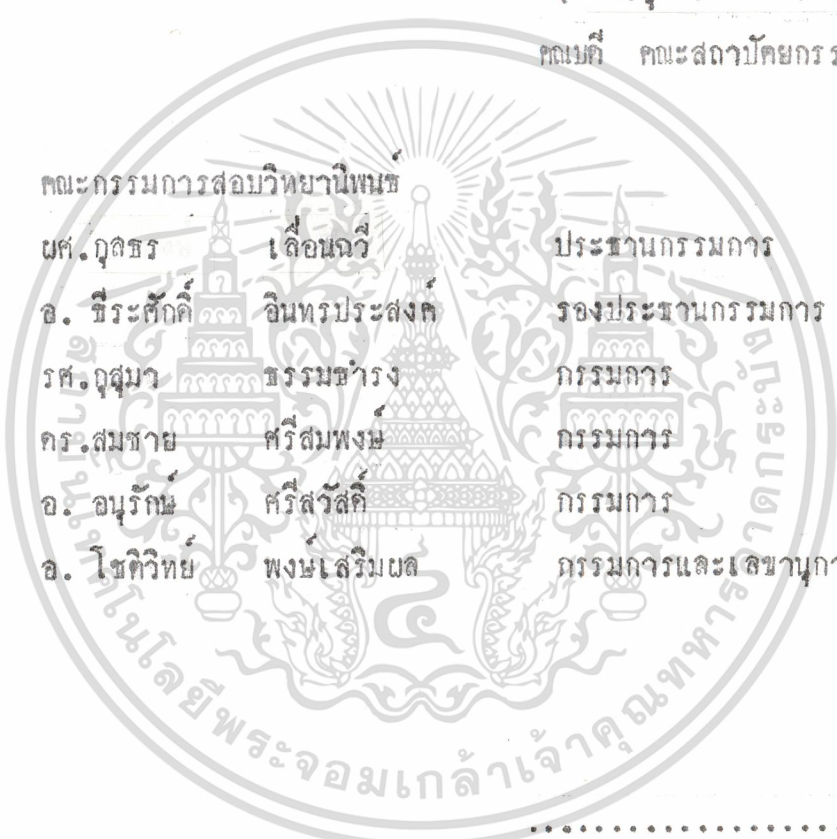 คณบดี คณะสถาปัตยกรร
คณะกรรมการสอบวิทยานิพนธ์
ผศ.กุลธร เลื่อนฉวี ประธานกรรมการ
อ. ธีระศักดิ์ อินทรประสงค์ รองประธานกรรมการ
รศ.กุสุมา ธรรมธำรง กรรมการ
ดร.สมชาย ศรีสมพงษ์ กรรมการ
อ. อนุรักษ์ ศรีสวัสดิ์ กรรมการ
อ. โชติวิทย์ พงษ์เสริมผล กรรมการและเลขานุกา
สถาบันเทคโนโลยีพระจอมเกล้าเจ้าคุณทหารลาดกระบัง